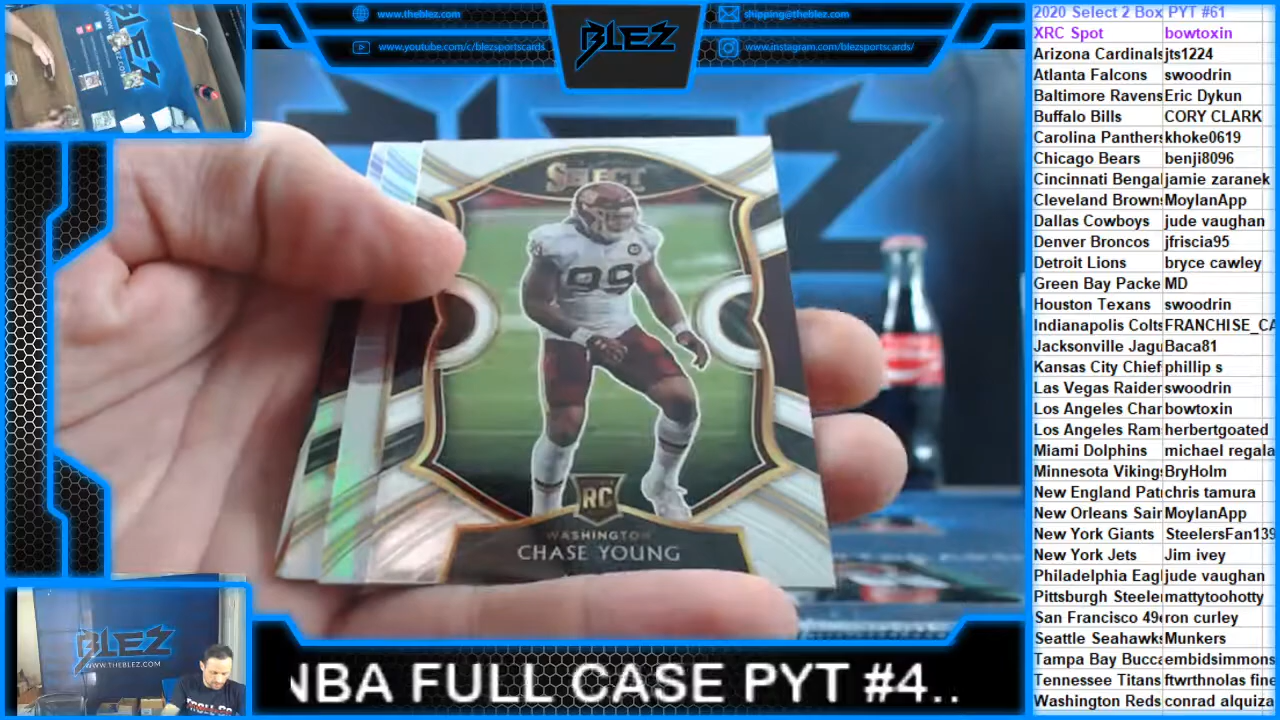 www.theblez.com
www.youtube.com/c/blezsportscards
BLEZ
shipping@theblez.com
www.instagram.com/blezsportscards/
SELECT
99
RC
WASHINGTON
CHASE YOUNG
BLEZ
WWW.THEBLEZ.COM
NBA FULL CASE PYT #4..
2020 Select 2 Box PYT #61
XRC Spot bowtoxin
Arizona Cardinals jts1224
Atlanta Falcons swoodrin
Baltimore Ravens Eric Dykun
Buffalo Bills CORY CLARK
Carolina Panthers khoke0619
Chicago Bears benji8096
Cincinnati Bengal jamie zaranek
Cleveland Browns MoylanApp
Dallas Cowboys jude vaughan
Denver Broncos jfriscia95
Detroit Lions bryce cawley
Green Bay Packe MD
Houston Texans swoodrin
Indianapolis Colts FRANCHISE_CA
Jacksonville Jagu Baca81
Kansas City Chief phillip s
Las Vegas Raider swoodrin
Los Angeles Char bowtoxin
Los Angeles Ram herbertgoated
Miami Dolphins michael regala
Minnesota Viking BryHolm
New England Pat chris tamura
New Orleans Sain MoylanApp
New York Giants SteelersFan139
New York Jets Jim ivey
Philadelphia Eagl jude vaughan
Pittsburgh Steeler mattytoohotty
San Francisco 49e ron curley
Seattle Seahawks Munkers
Tampa Bay Bucca embidsimmons
Tennessee Titans ftwrthnolas fine
Washington Reds conrad alquiza